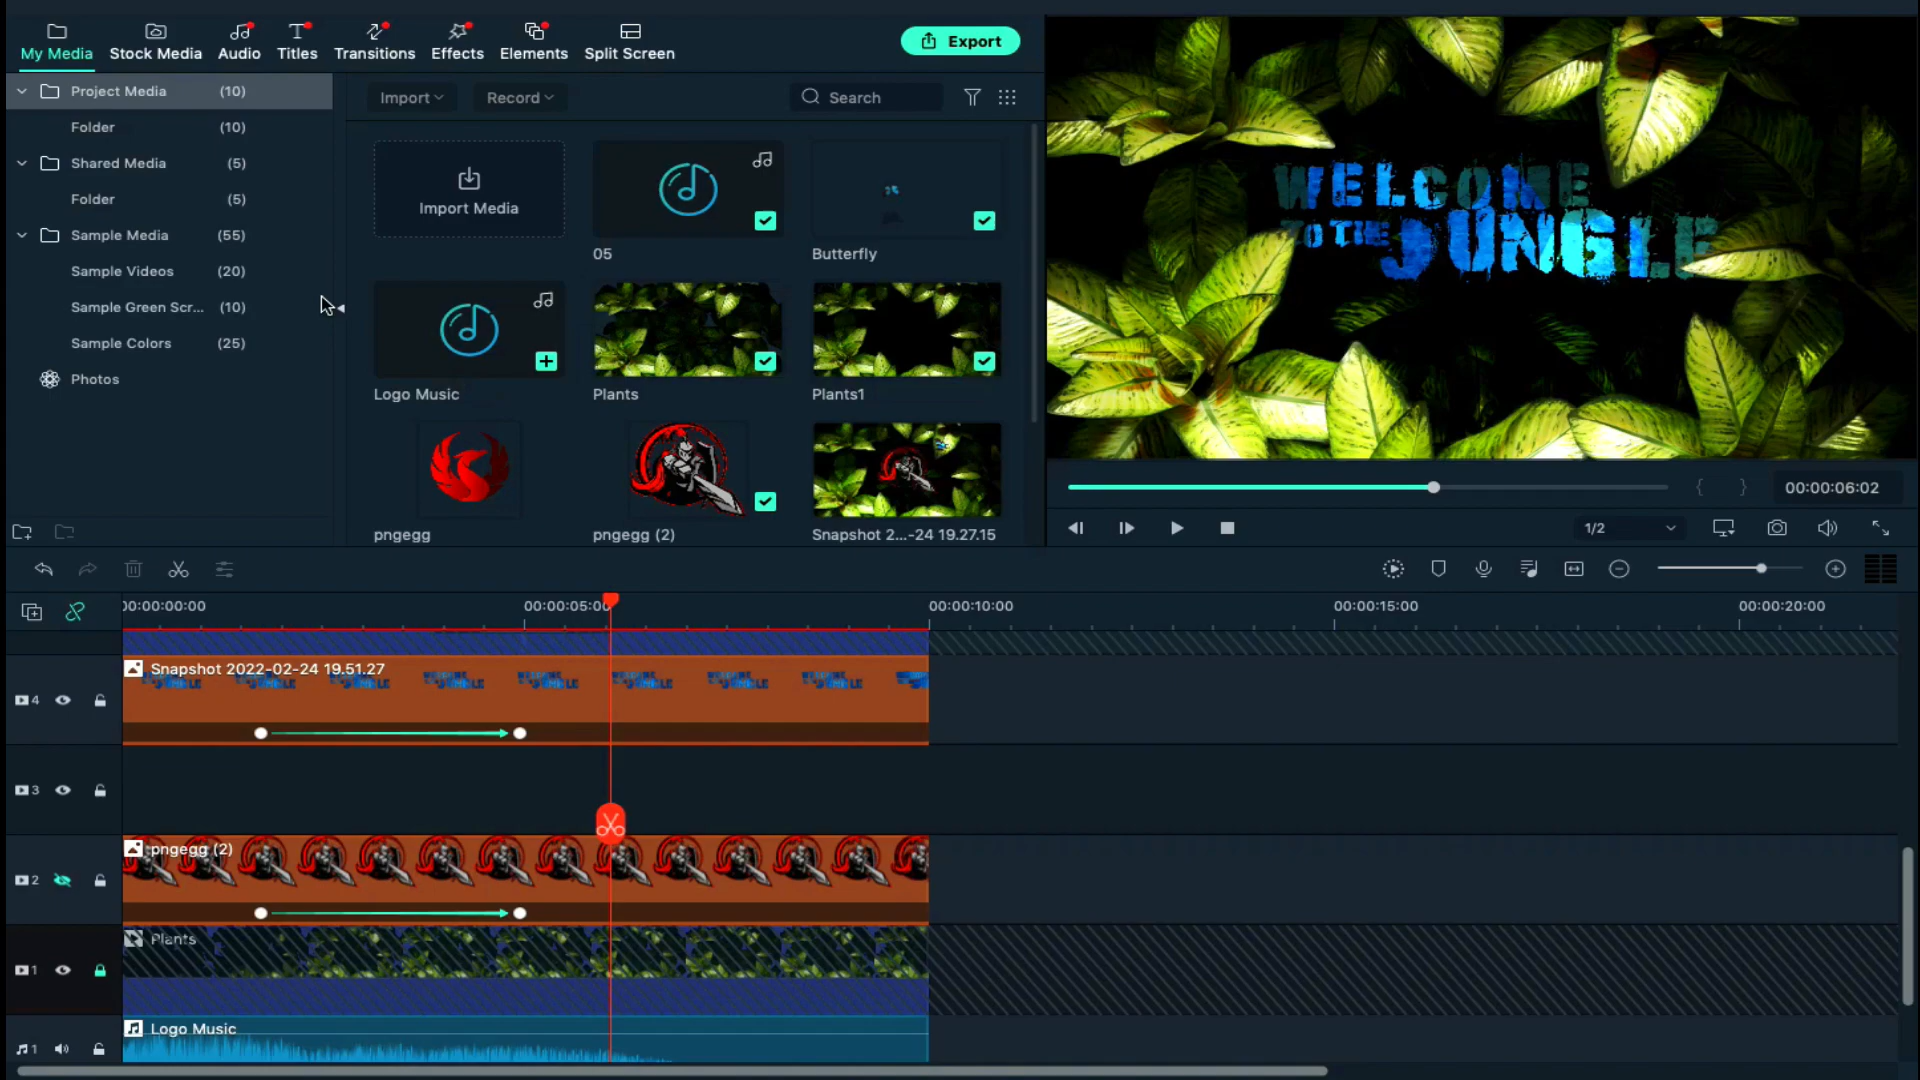 My Media
Stock Media
Audio
Titles
Transitions
Effects
Elements
Split Screen
Export
Project Media (10)
Folder (10)
Shared Media (5)
Folder (5)
Sample Media (55)
Sample Videos (20)
Sample Green Scr... (10)
Sample Colors (25)
Photos
Import
Record
Search
Import Media
05
Butterfly
Logo Music
Plants
Plants1
pngegg
pngegg (2)
Snapshot 2...-24 19.27.15
WELCOME
TO THE JUNGLE
{ }
00:00:06:02
1/2
00:00:00:00
00:00:05:00
00:00:10:00
00:00:15:00
00:00:20:00
4
Snapshot 2022-02-24 19.51.27
3
2
pngegg (2)
1
Plants
1
Logo Music